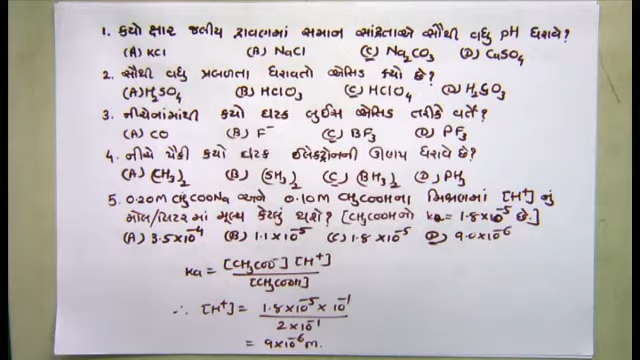 1. કયો ક્ષાર જલીય દ્રાવણમાં સમાન સાંદ્રતાએ સૌથી વધુ pH ધરાવે?
(A) KCl (B) NaCl (C) Na₂CO₃ (D) CuSO₄
2. સૌથી વધુ પ્રબળતા ધરાવતો એસિડ કયો છે?
(A) H₂SO₄ (B) HClO₃ (C) HClO₄ (D) H₂CO₃
3. નીચેનામાંથી કયો ઘટક લુઈસ એસિડ તરીકે વર્તે?
(A) CO (B) F⁻ (C) BF₃ (D) PF₃
4. નીચે પૈકી કયો ઘટક ઈલેક્ટ્રોનની ઊણપ ધરાવે છે?
(A) (CH₃)₂ (B) (SiH₃)₂ (C) (BH₃)₂ (D) PH₃
5. 0.20M CH₃COONa અને 0.10M CH₃COOH ના મિશ્રણમાં [H⁺] નું
મોલ/લિટરમાં મૂલ્ય કેટલું થશે? [CH₃COOH નો Ka = 1.8×10⁻⁵ છે.]
(A) 3.5×10⁻⁴ (B) 1.1×10⁻⁵ (C) 1.8×10⁻⁵ (D) 9.0×10⁻⁶
Ka = [CH₃COO⁻] [H⁺]
[CH₃COOH]
∴ [H⁺] = 1.8×10⁻⁵ × 10⁻¹
2×10⁻¹
= 9×10⁻⁶ M.